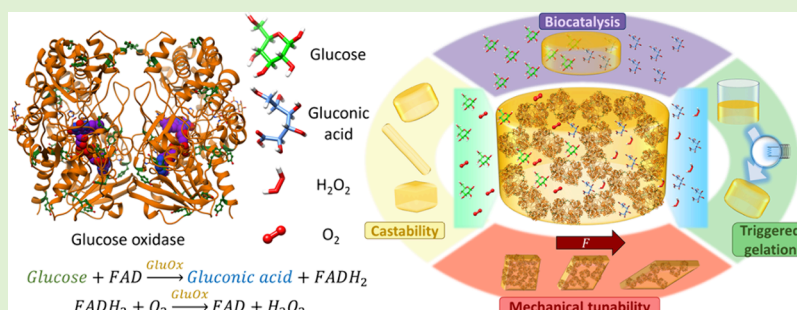 Glucose
Gluconic
acid
H₂O₂
O₂
Glucose oxidase
Glucose + FAD —GluOx→ Gluconic acid + FADH₂
FADH₂ + O₂ —GluOx→ FAD + H₂O₂
Biocatalysis
Castability
Triggered
gelation
F
Mechanical tunability